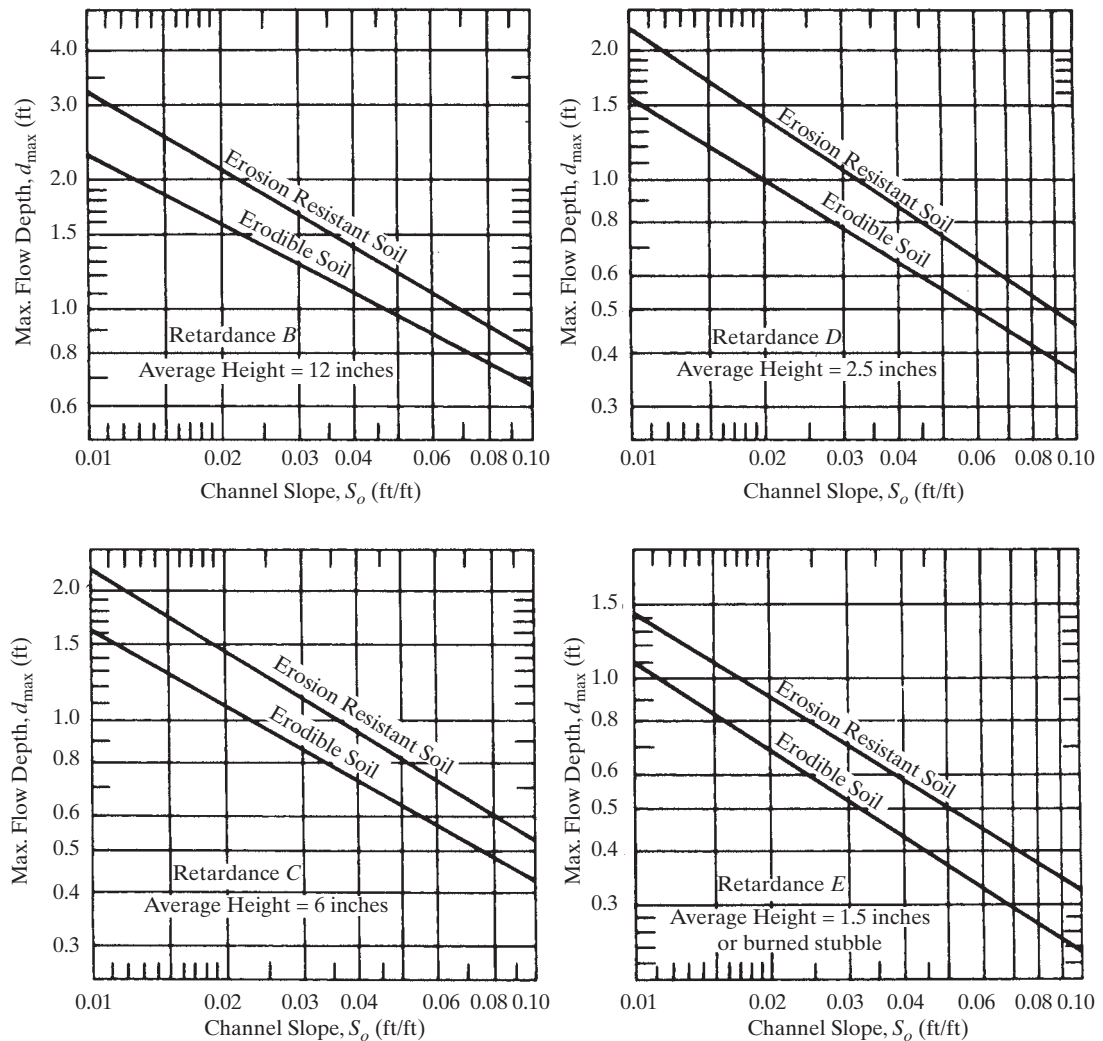 4.0
3.0
2.0
1.5
1.0
0.8
0.6
Max. Flow Depth, dmax (ft)
Erosion Resistant Soil
Erodible Soil
Retardance B
Average Height = 12 inches
0.01 0.02 0.03 0.04 0.06 0.08 0.10
Channel Slope, So (ft/ft)
2.0
1.5
1.0
0.8
0.6
0.5
0.4
0.3
Max. Flow Depth, dmax (ft)
Erosion Resistant Soil
Erodible Soil
Retardance D
Average Height = 2.5 inches
0.01 0.02 0.03 0.04 0.06 0.08 0.10
Channel Slope, So (ft/ft)
2.0
1.5
1.0
0.8
0.6
0.5
0.4
0.3
Max. Flow Depth, dmax (ft)
Erosion Resistant Soil
Erodible Soil
Retardance C
Average Height = 6 inches
0.01 0.02 0.03 0.04 0.06 0.08 0.10
Channel Slope, So (ft/ft)
1.5
1.0
0.8
0.6
0.5
0.4
0.3
Max. Flow Depth, dmax (ft)
Erosion Resistant Soil
Erodible Soil
Retardance E
Average Height = 1.5 inches
or burned stubble
0.01 0.02 0.03 0.04 0.06 0.08 0.10
Channel Slope, So (ft/ft)